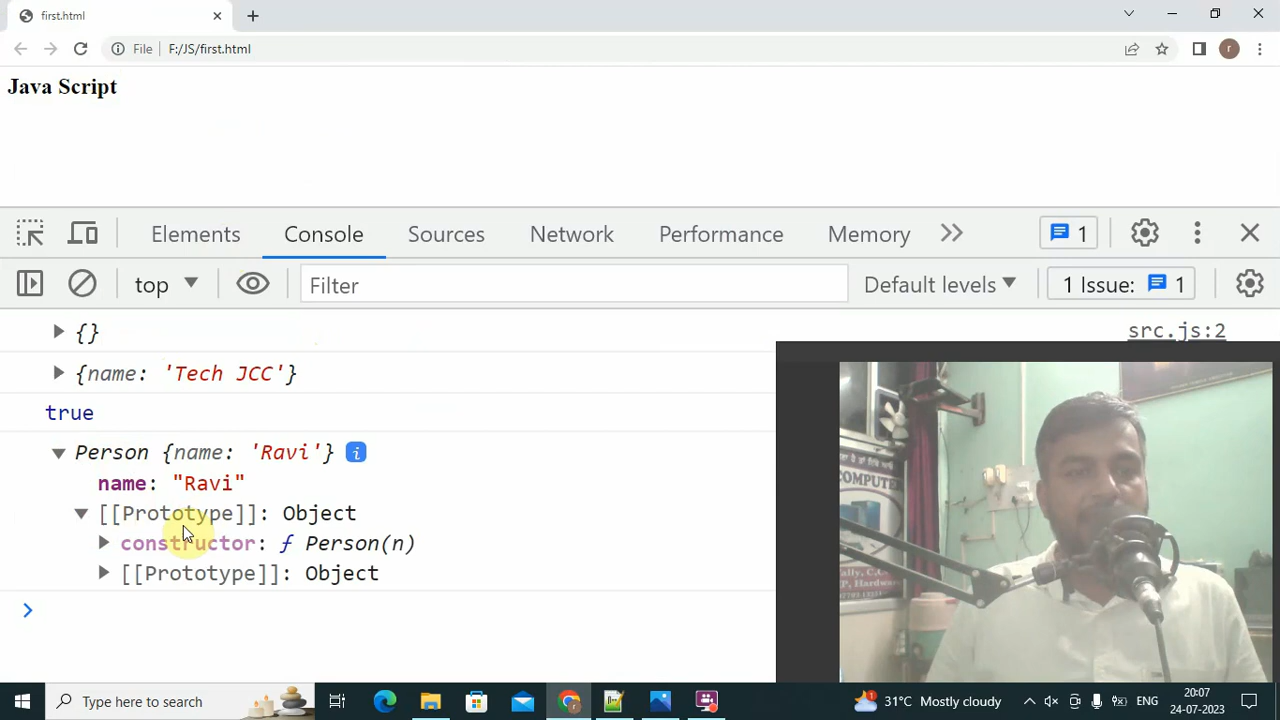 first.html
File
F:/JS/first.html
r
Java Script
Elements
Console
Sources
Network
Performance
Memory
1
top
Filter
Default levels
1 Issue: 1
{}
src.js:2
{name: 'Tech JCC'}
true
Person {name: 'Ravi'} i
name: "Ravi"
[[Prototype]]: Object
constructor: ƒ Person(n)
[[Prototype]]: Object
COMPUTER
Type here to search
1
31°C Mostly cloudy
ENG
20:07
24-07-2023